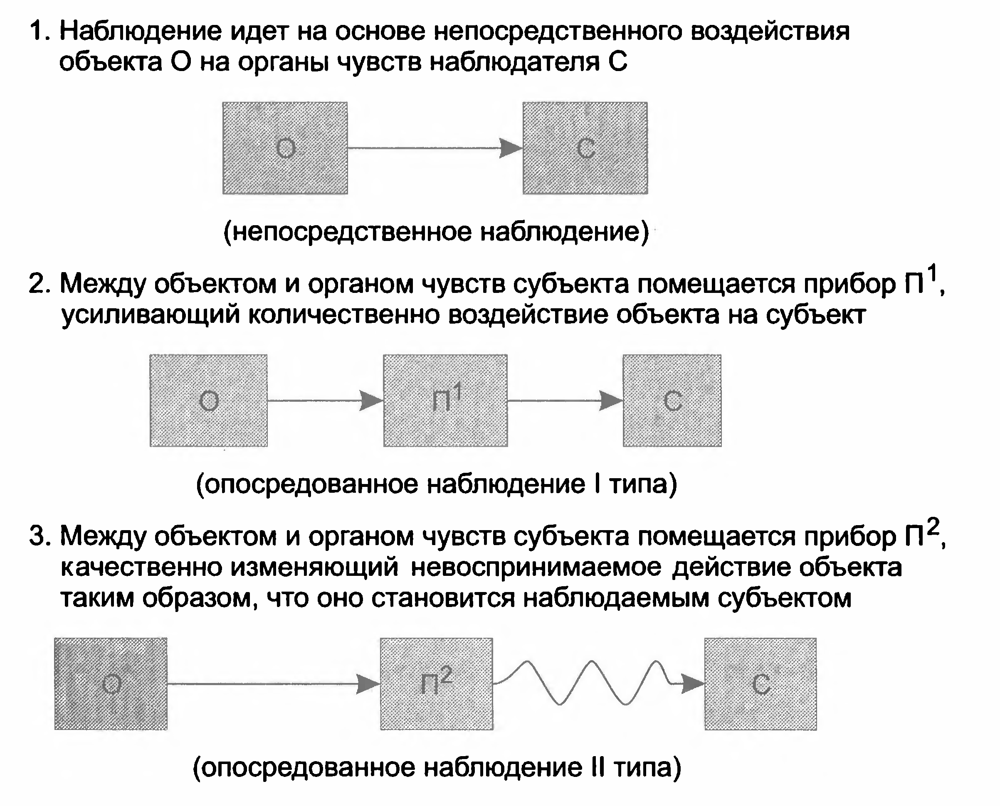 1. Наблюдение идет на основе непосредственного воздействия
объекта О на органы чувств наблюдателя С
О С
(непосредственное наблюдение)
2. Между объектом и органом чувств субъекта помещается прибор П¹,
усиливающий количественно воздействие объекта на субъект
О П¹ С
(опосредованное наблюдение I типа)
3. Между объектом и органом чувств субъекта помещается прибор П²,
качественно изменяющий невоспринимаемое действие объекта
таким образом, что оно становится наблюдаемым субъектом
О П² С
(опосредованное наблюдение II типа)